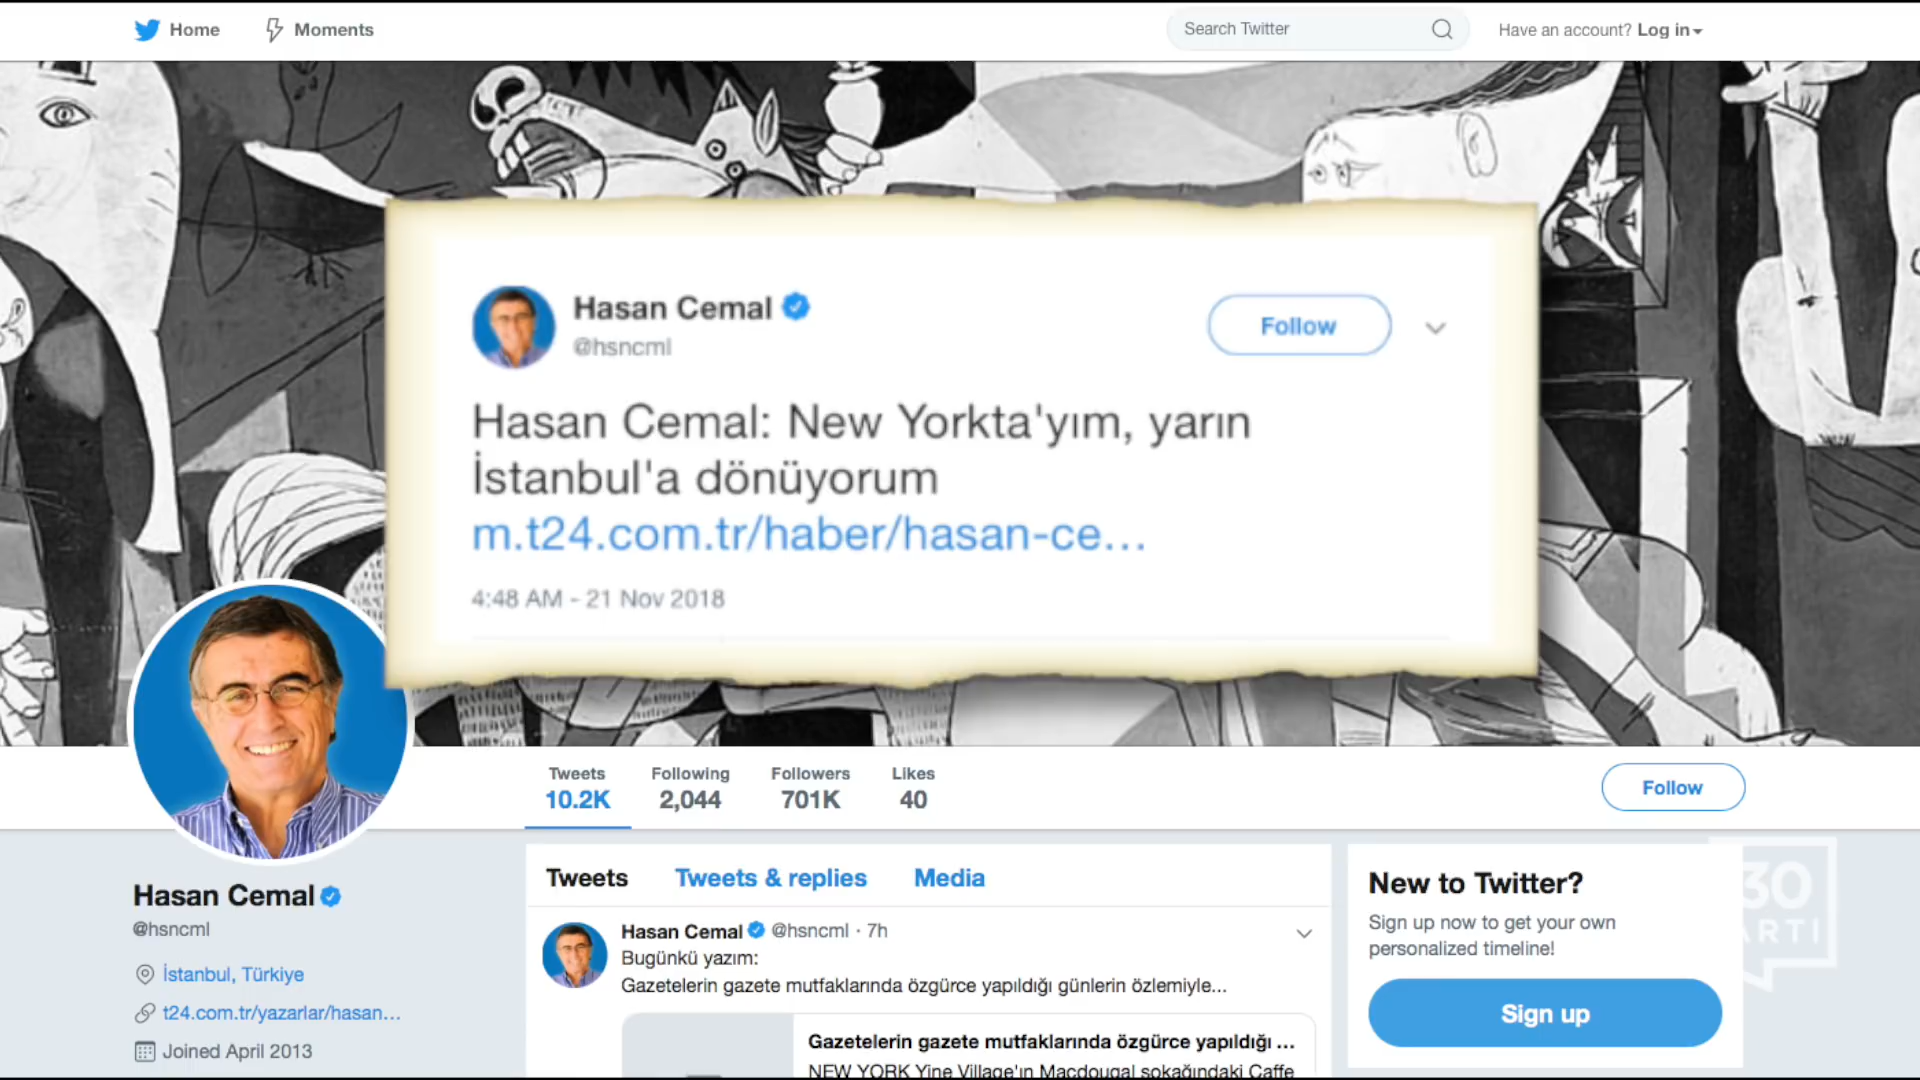 Home
Moments
Search Twitter
Have an account? Log in
Hasan Cemal
@hsncml
Follow
Hasan Cemal: New Yorkta'yım, yarın
İstanbul'a dönüyorum
m.t24.com.tr/haber/hasan-ce...
4:48 AM - 21 Nov 2018
Tweets
10.2K
Following
2,044
Followers
701K
Likes
40
Follow
Hasan Cemal
@hsncml
İstanbul, Türkiye
t24.com.tr/yazarlar/hasan...
Joined April 2013
Tweets
Tweets & replies
Media
Hasan Cemal @hsncml · 7h
Bugünkü yazım:
Gazetelerin gazete mutfaklarında özgürce yapıldığı günlerin özlemiyle...
Gazetelerin gazete mutfaklarında özgürce yapıldığı ...
NEW YORK Yine Village'ın Macdougal sokağındaki Caffe
New to Twitter?
Sign up now to get your own
personalized timeline!
Sign up
30
ARTI